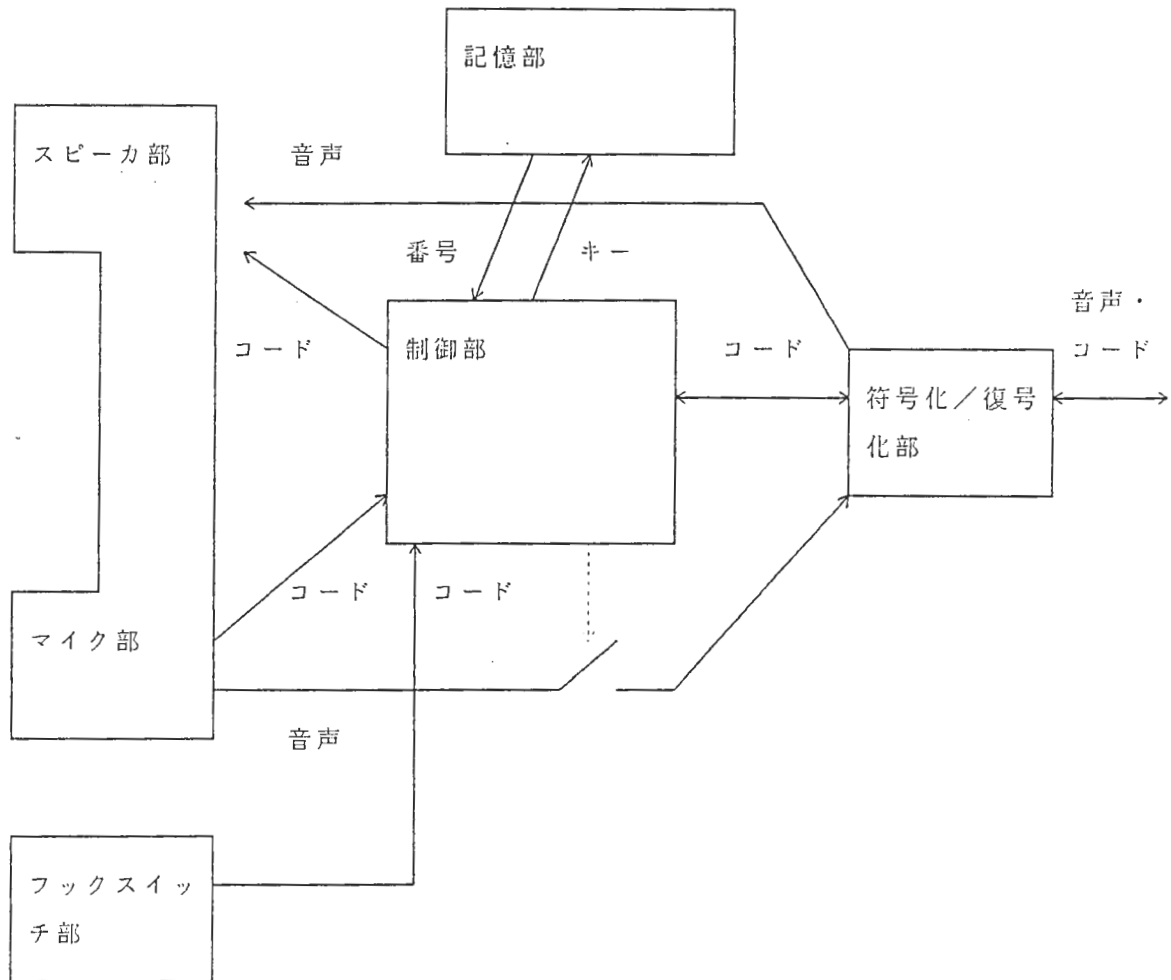 記憶部
スピーカ部
音声
番号
キー
音声・
コード
コード
制御部
コード
符号化／復号
化部
コード
コード
マイク部
音声
フックスイッ
チ部